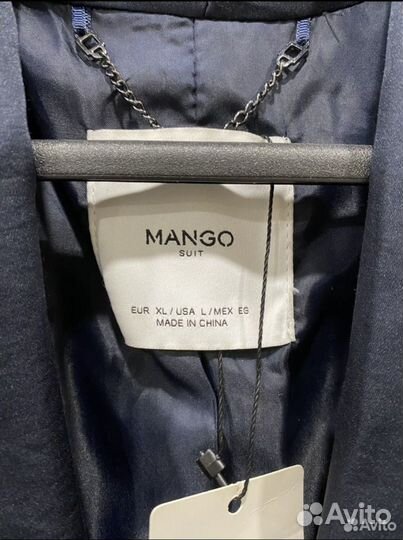 MANGO
SUIT
EUR XL/USA L/MEX EG
MADE IN CHINA
Avito